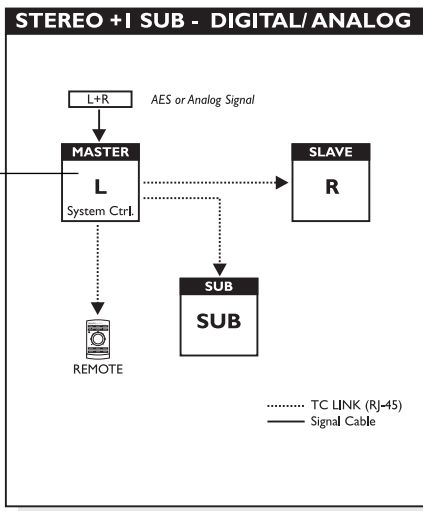 STEREO +1 SUB - DIGITAL/ANALOG
L+R AES or Analog Signal
MASTER
L
System Ctrl.
SLAVE
R
SUB
SUB
REMOTE
TC LINK (RJ-45)
Signal Cable